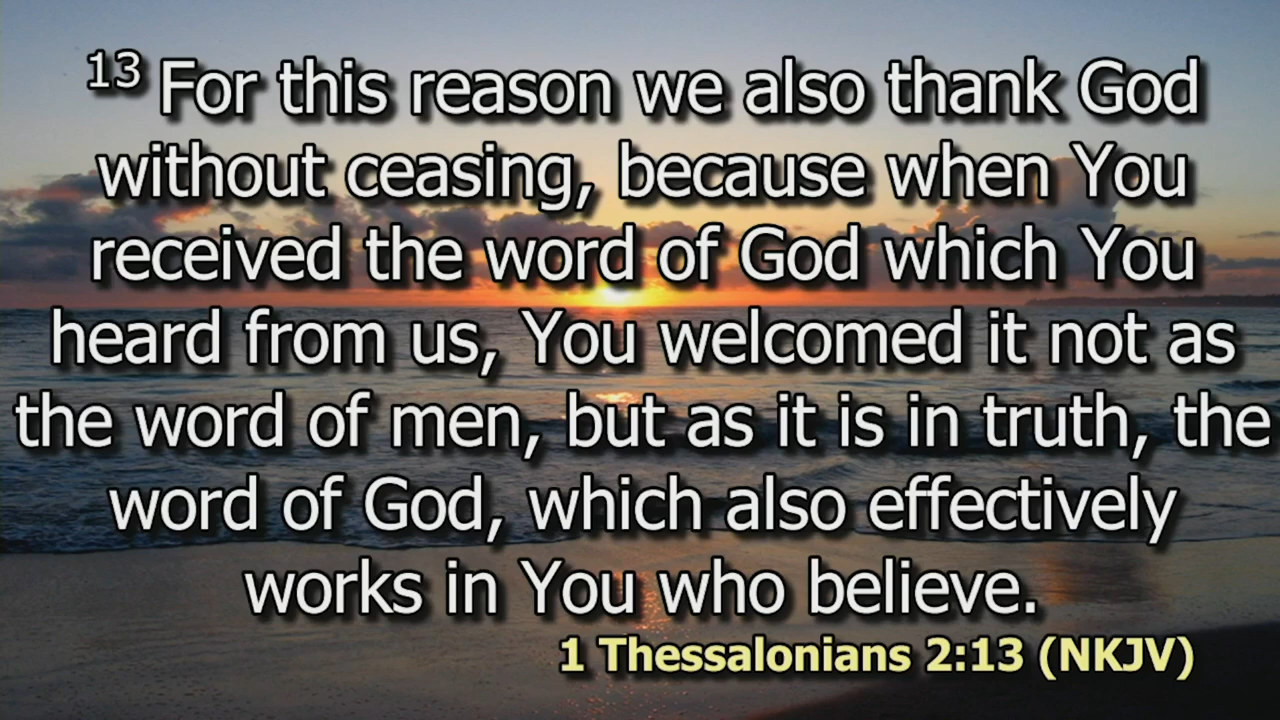 13 For this reason we also thank God
without ceasing, because when You
received the word of God which You
heard from us, You welcomed it not as
the word of men, but as it is in truth, the
word of God, which also effectively
works in You who believe.
1 Thessalonians 2:13 (NKJV)